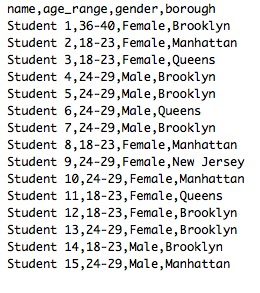 name,age_range,gender,borough
Student 1,36-40,Female,Brooklyn
Student 2,18-23,Female,Manhattan
Student 3,18-23,Female,Queens
Student 4,24-29,Male,Brooklyn
Student 5,24-29,Male,Brooklyn
Student 6,24-29,Male,Queens
Student 7,24-29,Male,Brooklyn
Student 8,18-23,Female,Manhattan
Student 9,24-29,Female,New Jersey
Student 10,24-29,Female,Manhattan
Student 11,18-23,Female,Queens
Student 12,18-23,Female,Brooklyn
Student 13,24-29,Female,Brooklyn
Student 14,18-23,Male,Brooklyn
Student 15,24-29,Male,Manhattan